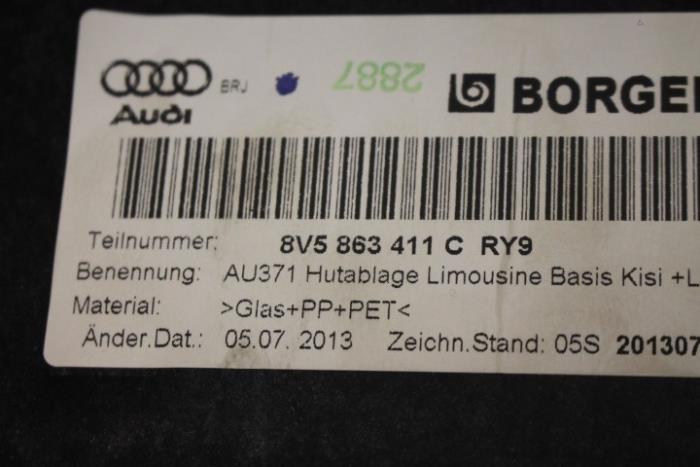 BRJ 2887 BORGE
Audi
Teilnummer: 8V5 863 411 C RY9
Benennung: AU371 Hutablage Limousine Basis Kisi +L
Material: >Glas+PP+PET<
Änder.Dat.: 05.07. 2013 Zeichn.Stand: 05S 201307